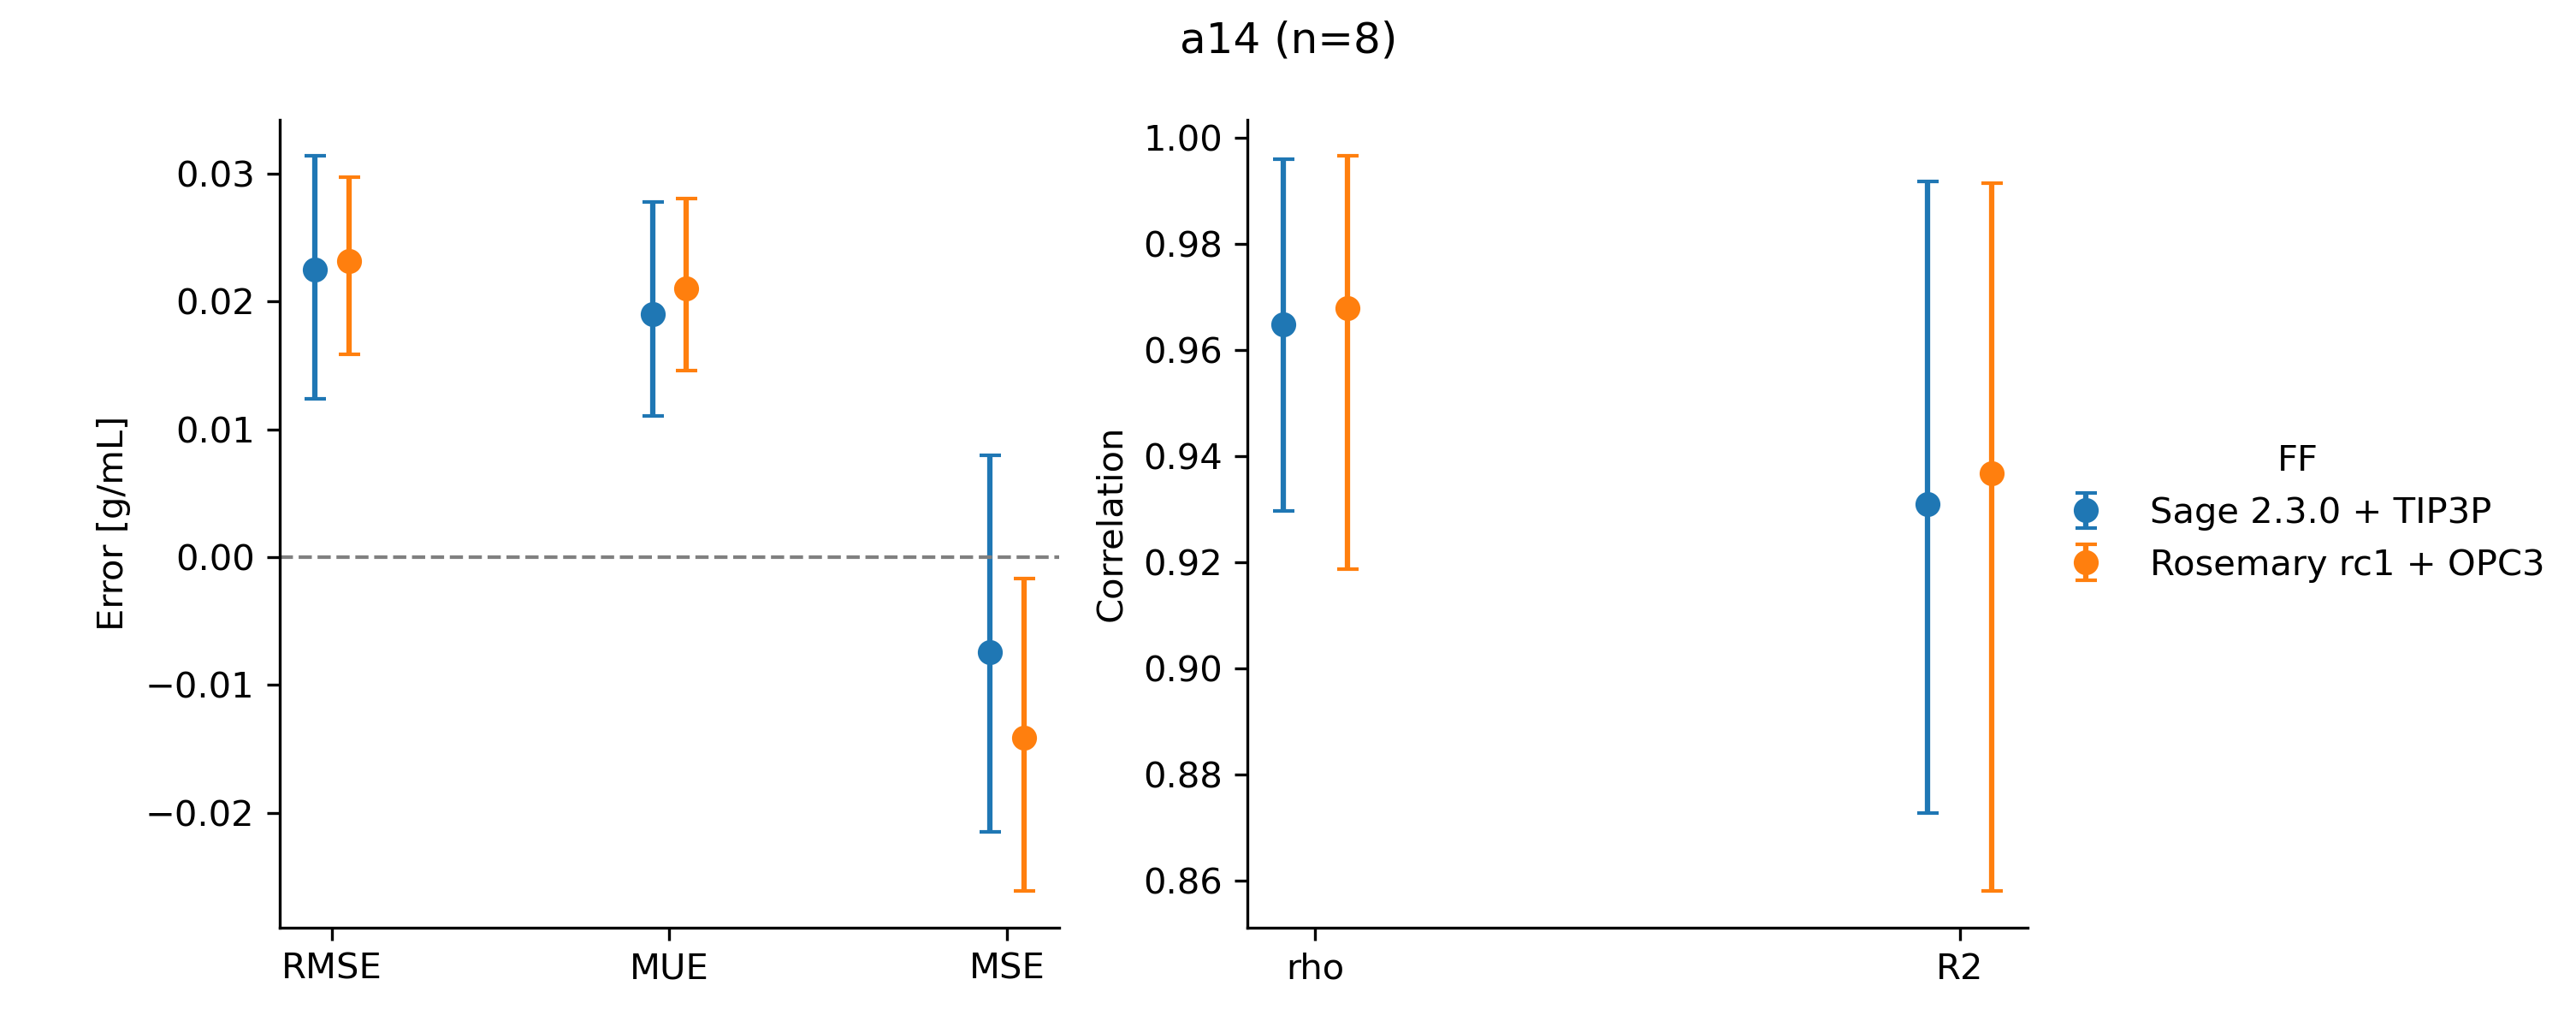 a14 (n=8)
Error [g/mL]
0.03
0.02
0.01
0.00
−0.01
−0.02
RMSE
MUE
MSE
Correlation
1.00
0.98
0.96
0.94
0.92
0.90
0.88
0.86
rho
R2
FF
Sage 2.3.0 + TIP3P
Rosemary rc1 + OPC3